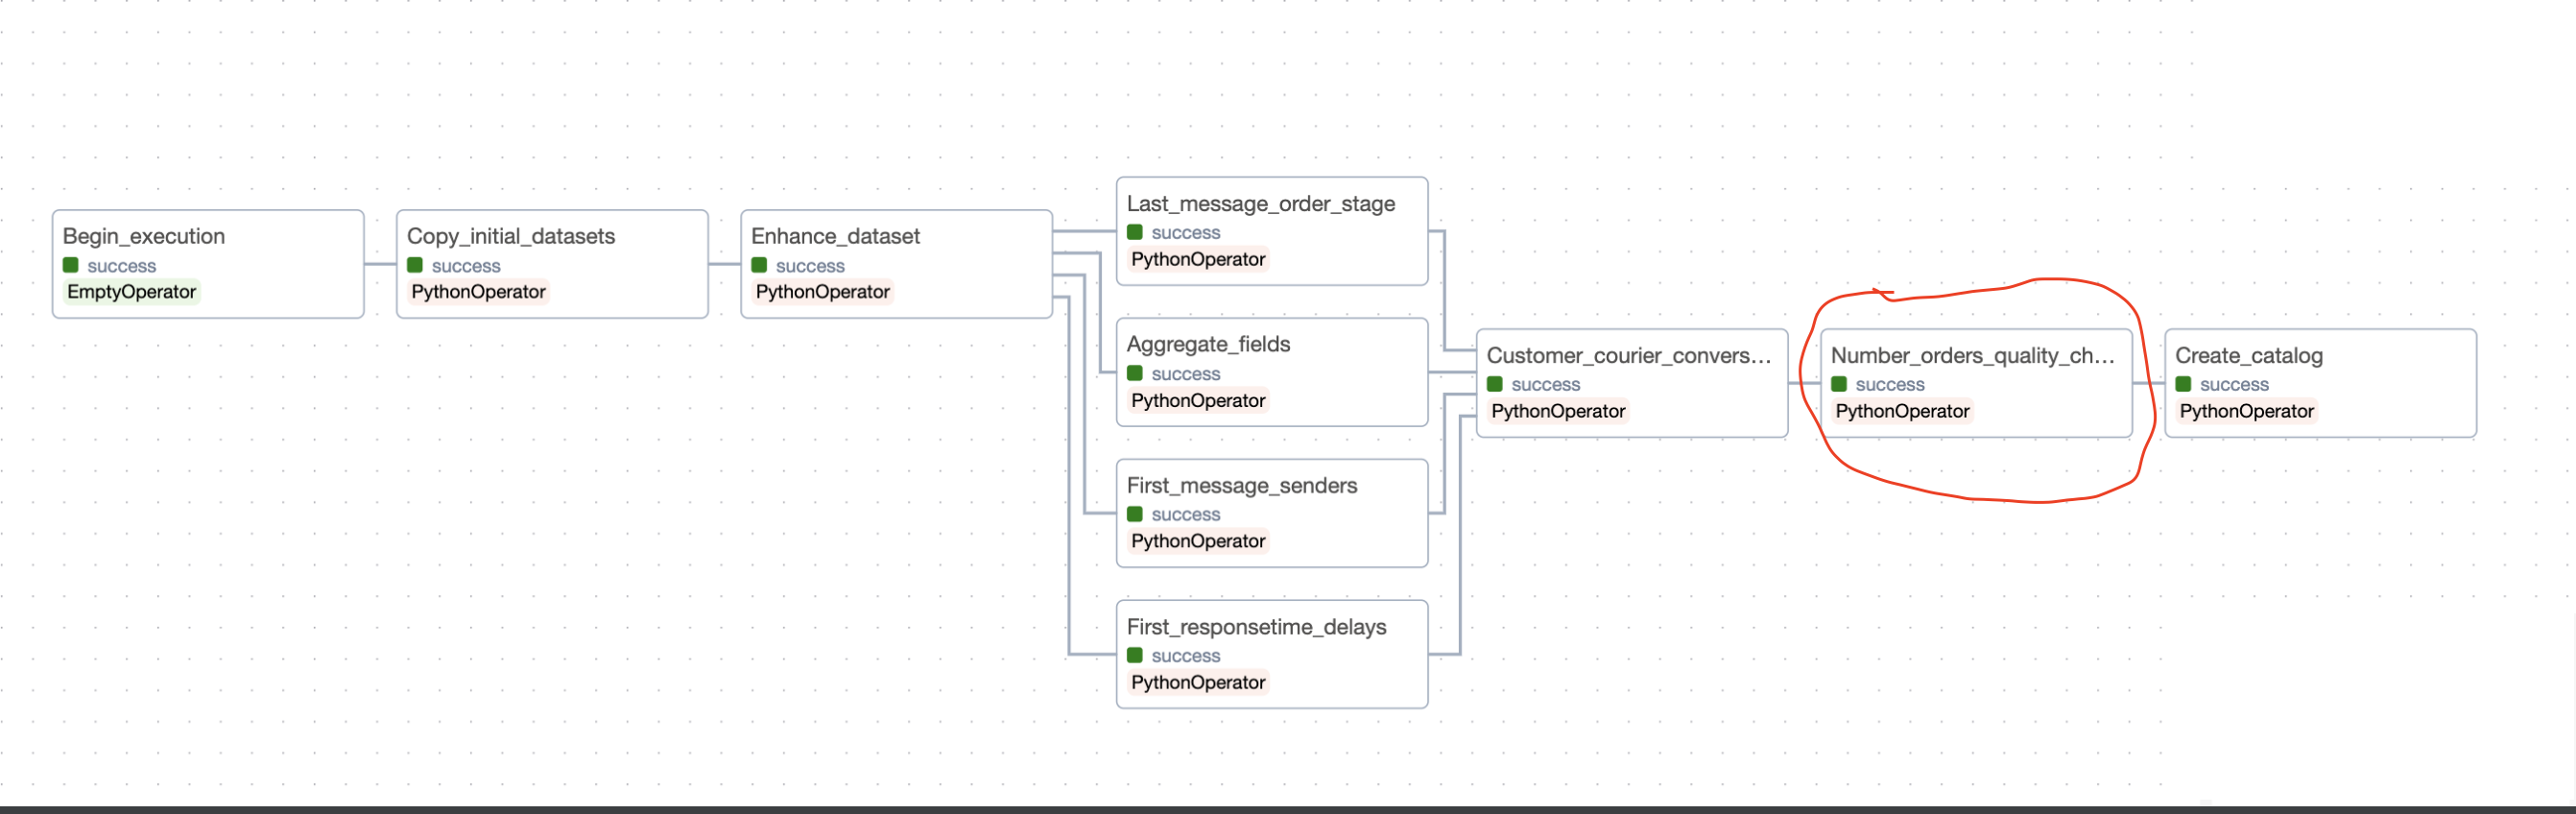 Begin_execution
success
EmptyOperator
Copy_initial_datasets
success
PythonOperator
Enhance_dataset
success
PythonOperator
Last_message_order_stage
success
PythonOperator
Aggregate_fields
success
PythonOperator
First_message_senders
success
PythonOperator
First_responsetime_delays
success
PythonOperator
Customer_courier_convers...
success
PythonOperator
Number_orders_quality_ch...
success
PythonOperator
Create_catalog
success
PythonOperator